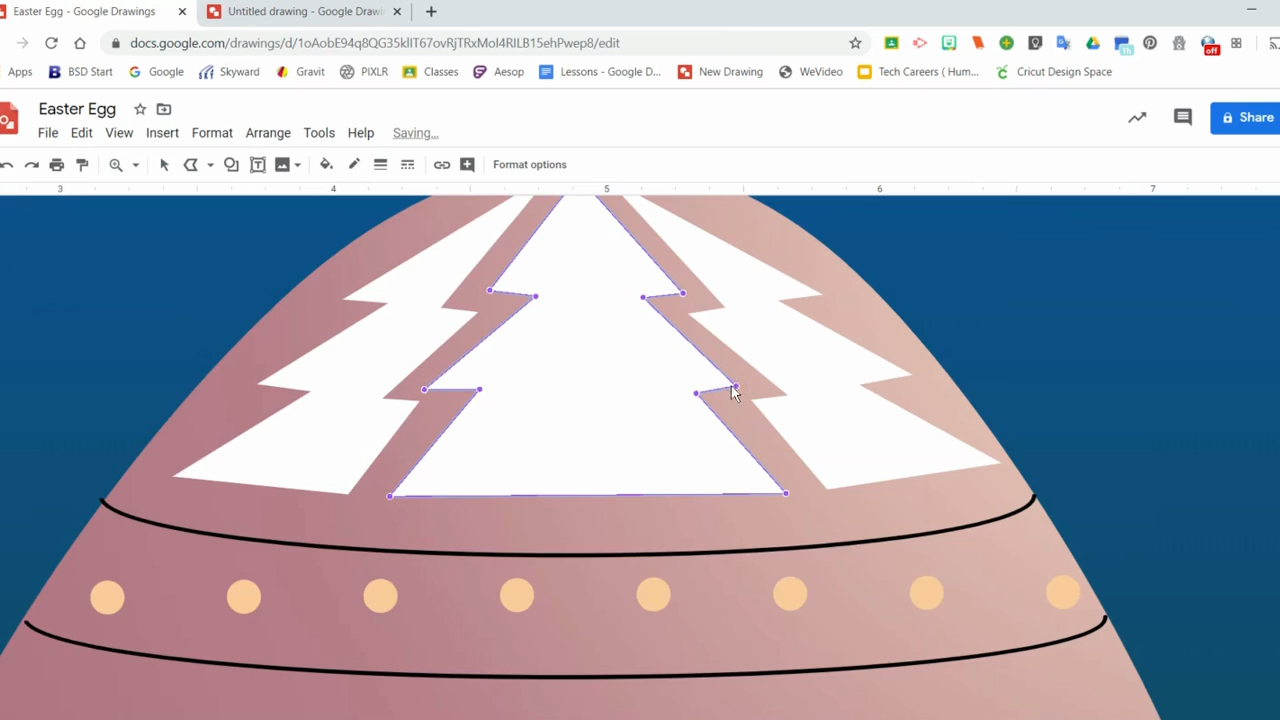 Easter Egg - Google Drawings
Untitled drawing - Google Drawi
docs.google.com/drawings/d/
/edit
off
1h
Apps BSD Start Google Skyward Gravit PIXLR Classes Aesop Lessons - Google D... New Drawing WeVideo Tech Careers ( Hum... Cricut Design Space
Easter Egg
File Edit View Insert Format Arrange Tools Help Saving...
Share
Format options
3 4 5 6 7